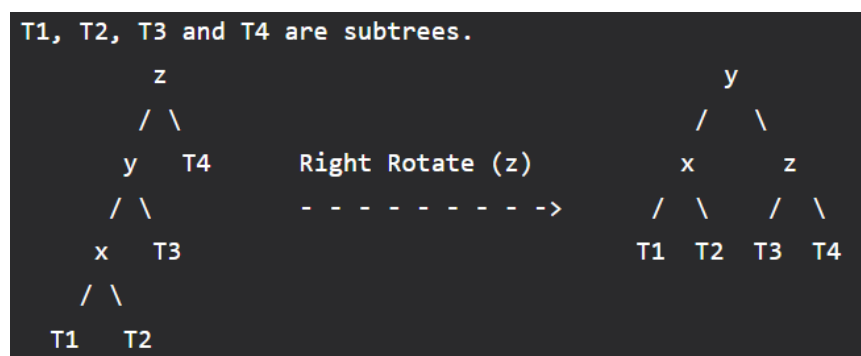 T1, T2, T3 and T4 are subtrees.
         z                                      y
        / \                                   /   \
       y   T4      Right Rotate (z)          x      z
      / \          - - - - - - - - ->      /  \    /  \
     x   T3                               T1  T2  T3  T4
    / \
  T1   T2